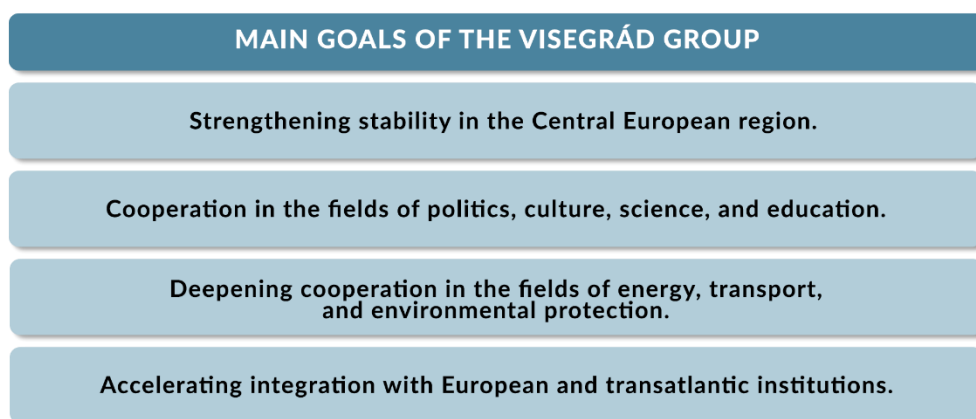 MAIN GOALS OF THE VISEGRÁD GROUP
Strengthening stability in the Central European region.
Cooperation in the fields of politics, culture, science, and education.
Deepening cooperation in the fields of energy, transport,
and environmental protection.
Accelerating integration with European and transatlantic institutions.